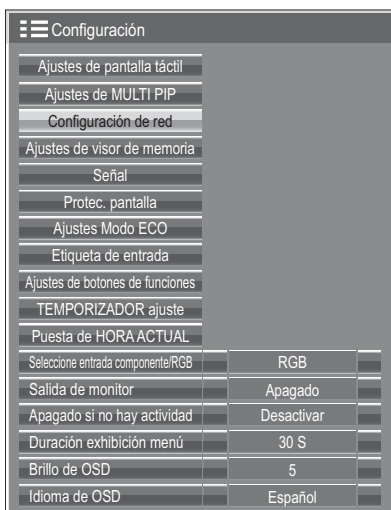 Configuración
Ajustes de pantalla táctil
Ajustes de MULTI PIP
Configuración de red
Ajustes de visor de memoria
Señal
Protec. pantalla
Ajustes Modo ECO
Etiqueta de entrada
Ajustes de botones de funciones
TEMPORIZADOR ajuste
Puesta de HORA ACTUAL
Seleccione entrada componente/RGB RGB
Salida de monitor Apagado
Apagado si no hay actividad Desactivar
Duración exhibición menú 30 S
Brillo de OSD 5
Idioma de OSD Español